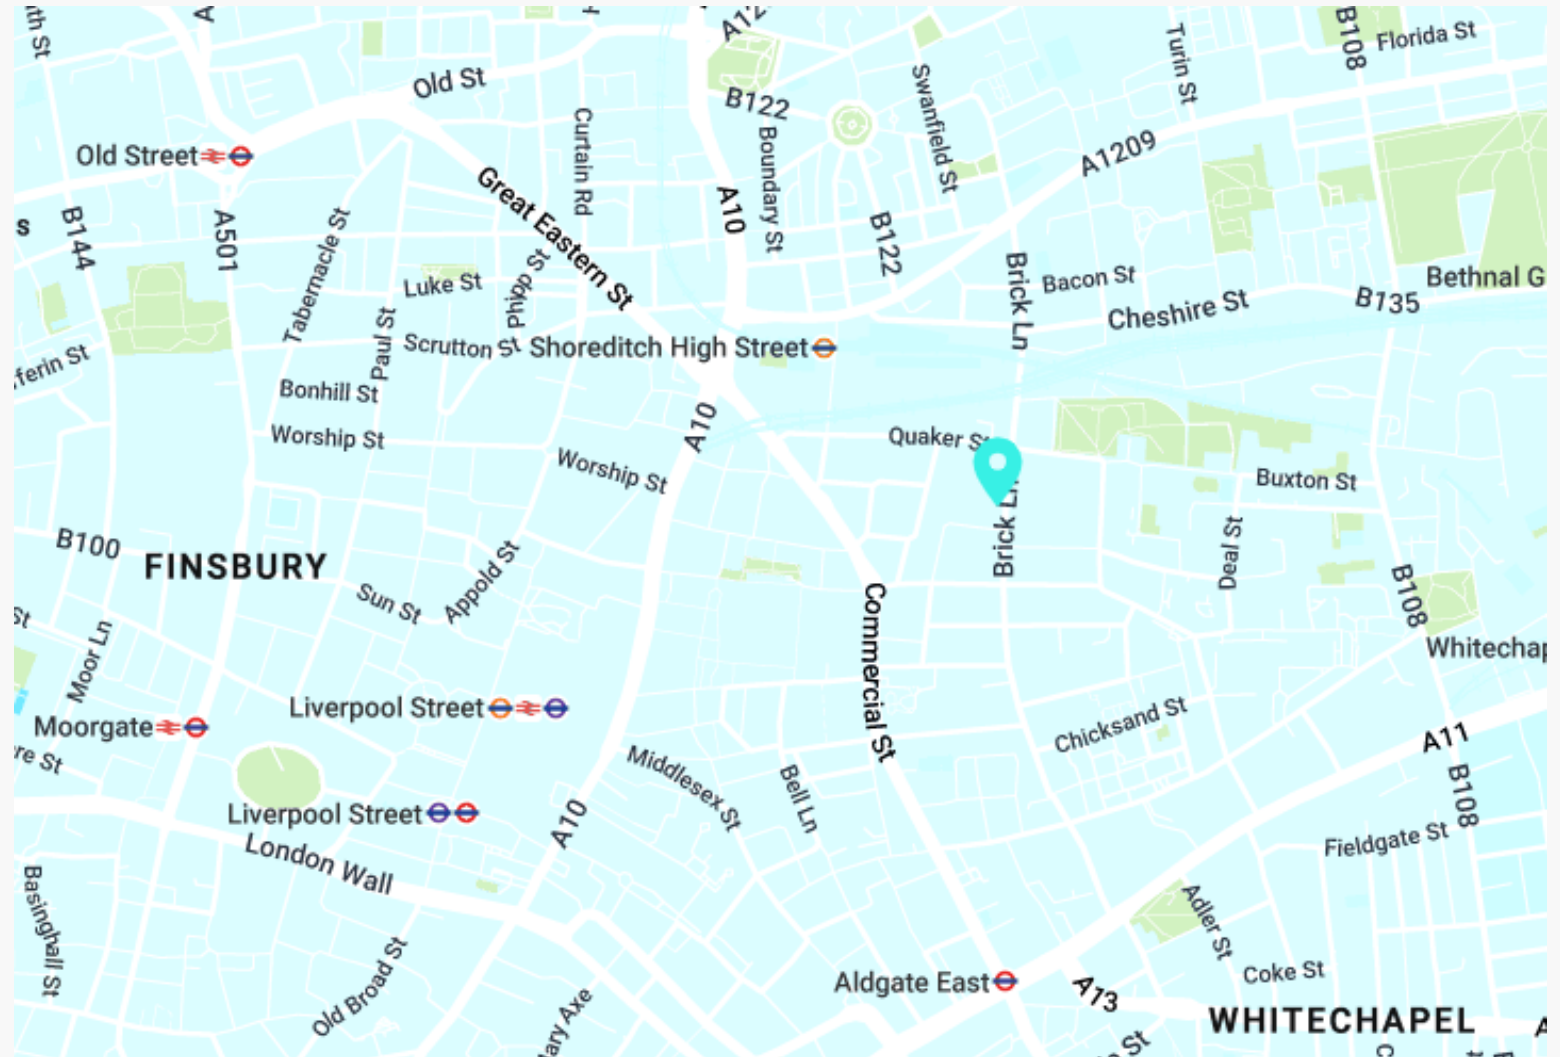 A12
B108
Florida St
Turin St
Old St
Swanfield St
B122
Curtain Rd
Boundary St
A1209
Old Street
Great Eastern St
A10
B144
A501
Tabernacle St
B122
Brick Ln
Bacon St
Bethnal G
Luke St
Phipp St
Cheshire St
B135
Paul St
Scrutton St
Shoreditch High Street
Bonhill St
A10
Worship St
Quaker St
Worship St
Buxton St
Brick Ln
Deal St
B100
FINSBURY
Appold St
Sun St
Commercial St
B108
Moor Ln
Whitechap
Liverpool Street
Moorgate
Chicksand St
A11
Middlesex St
Bell Ln
B108
Liverpool Street
A10
Fieldgate St
London Wall
Basinghall St
Adler St
Old Broad St
Coke St
Aldgate East
A13
WHITECHAPEL